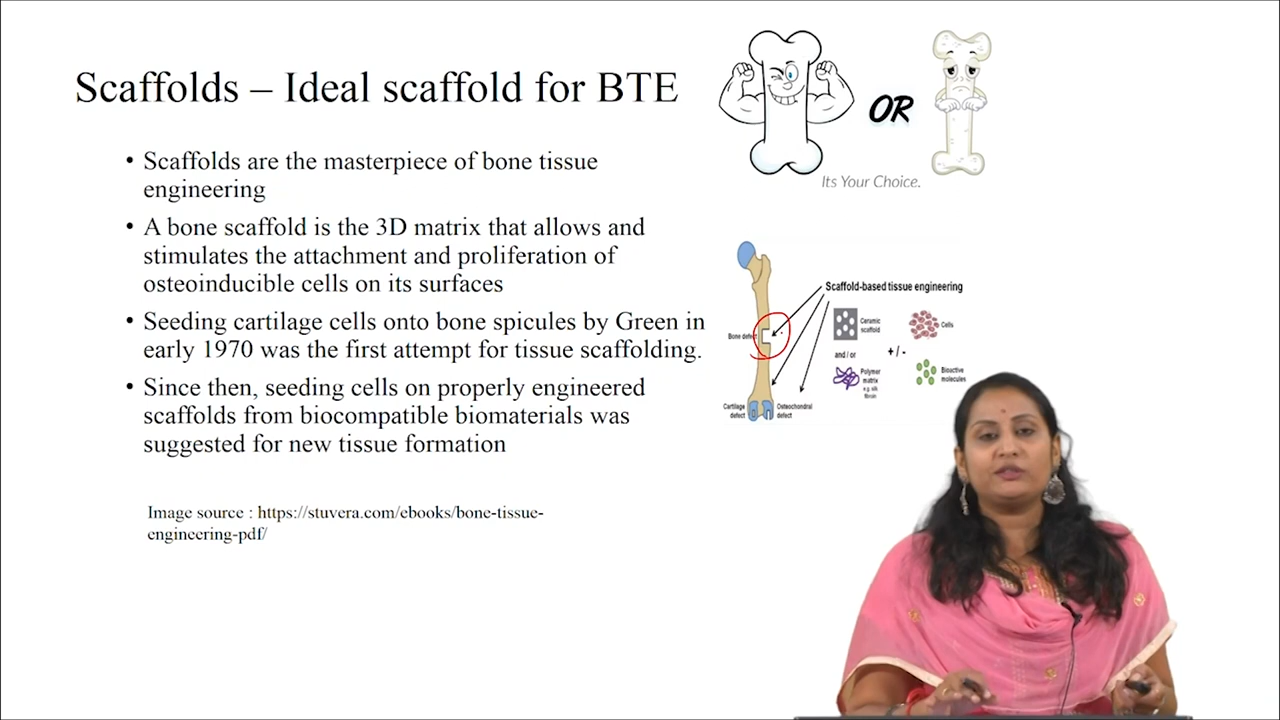 Scaffolds – Ideal scaffold for BTE
• Scaffolds are the masterpiece of bone tissue
engineering
• A bone scaffold is the 3D matrix that allows and
stimulates the attachment and proliferation of
osteoinducible cells on its surfaces
• Seeding cartilage cells onto bone spicules by Green in
early 1970 was the first attempt for tissue scaffolding.
• Since then, seeding cells on properly engineered
scaffolds from biocompatible biomaterials was
suggested for new tissue formation
Image source : https://stuvera.com/ebooks/bone-tissue-
engineering-pdf/
OR
Its Your Choice.
Scaffold-based tissue engineering
Bone defect
Ceramic
scaffold
Cells
and / or
+ / -
Polymer
matrix
e.g. silk
fibroin
Bioactive
molecules
Cartilage
defect
Osteochondral
defect